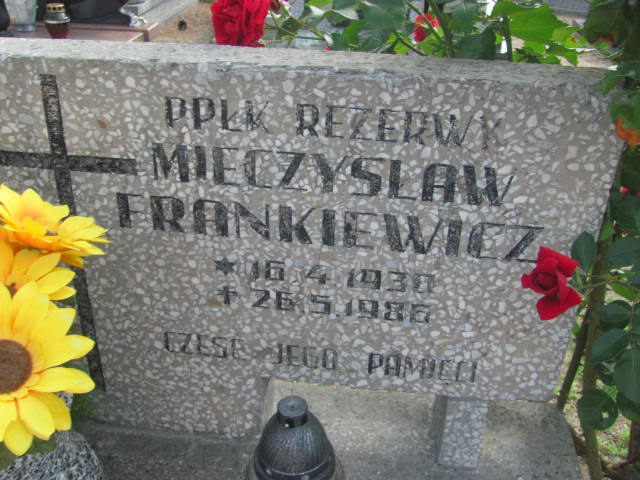 PPŁK REZERWY
MIECZYSŁAW
FRANKIEWICZ
* 16.4.1930
+ 26.5.1986
CZEŚĆ JEGO PAMIĘCI